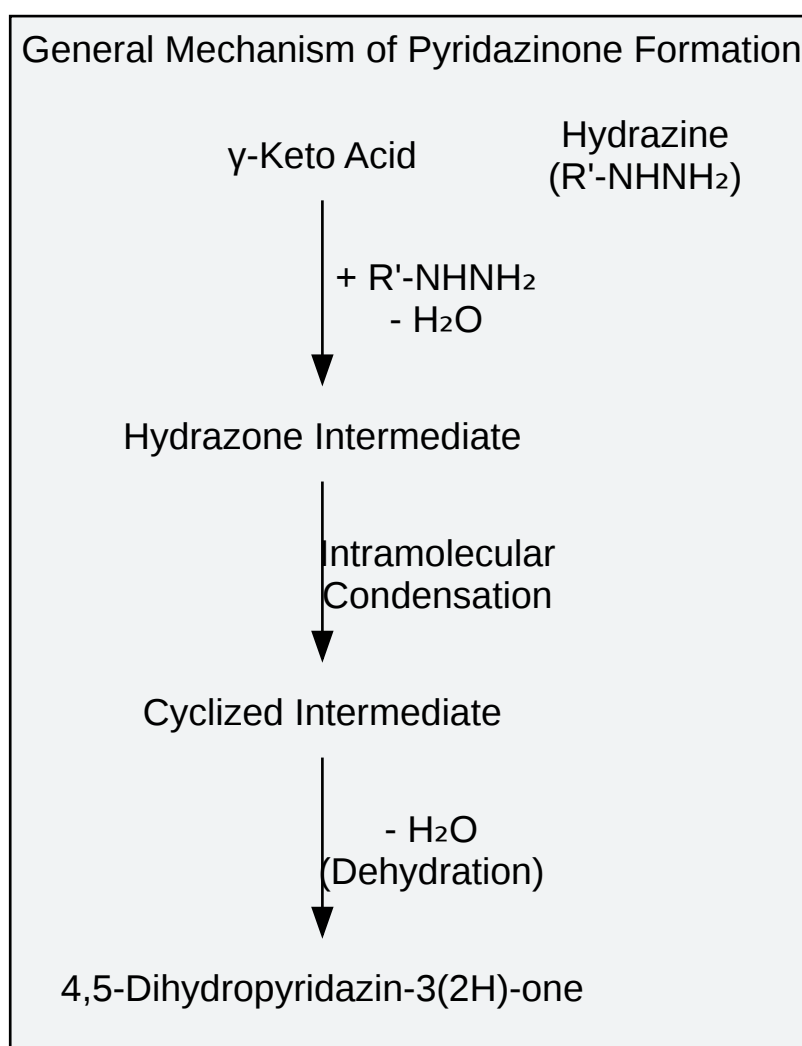 General Mechanism of Pyridazinone Formation
γ-Keto Acid
Hydrazine
(R'-NHNH₂)
+ R'-NHNH₂
- H₂O
Hydrazone Intermediate
Intramolecular
Condensation
Cyclized Intermediate
- H₂O
(Dehydration)
4,5-Dihydropyridazin-3(2H)-one